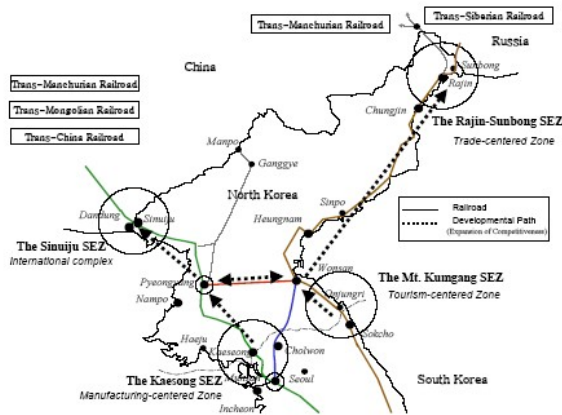 Trans-Manchurian Railroad
Trans-Siberian Railroad
Russia
China
Sunbong
Rajin
Trans-Manchurian Railroad
Trans-Mongolian Railroad
Trans-China Railroad
Chungjin
The Rajin-Sunbong SEZ
Trade-centered Zone
Manpo
Ganggye
North Korea
Sinpo
Railroad
Developmental Path
(Expansion of Competitiveness)
Dandung
Sinuiju
Heungnam
The Sinuiju SEZ
International complex
Wonsan
The Mt. Kumgang SEZ
Tourism-centered Zone
Pyeongyang
Onjungri
Nampo
Sokcho
Haeju
Kaeseong
Cholwon
The Kaesong SEZ
Manufacturing-centered Zone
Seoul
South Korea
Incheon